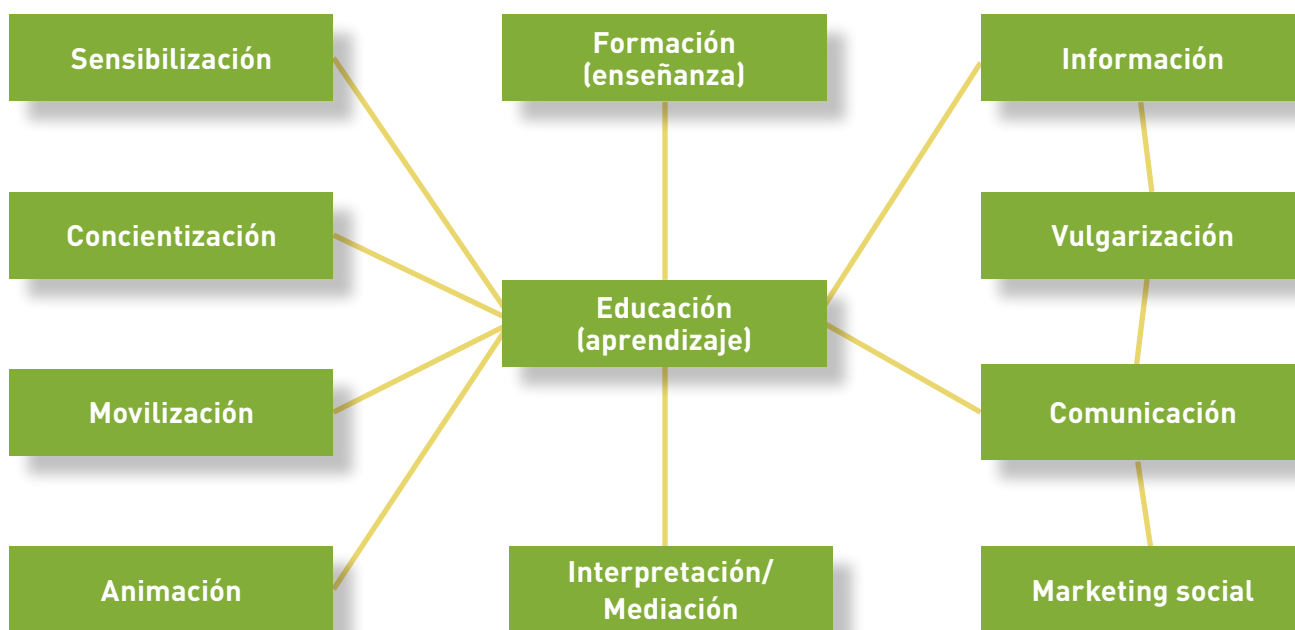 Sensibilización
Formación
(enseñanza)
Información
Concientización
Vulgarización
Educación
(aprendizaje)
Movilización
Comunicación
Animación
Interpretación/
Mediación
Marketing social